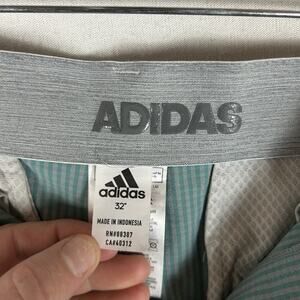 ADIDAS
adidas
32"
MADE IN INDONESIA
RN#88387
CA#40312